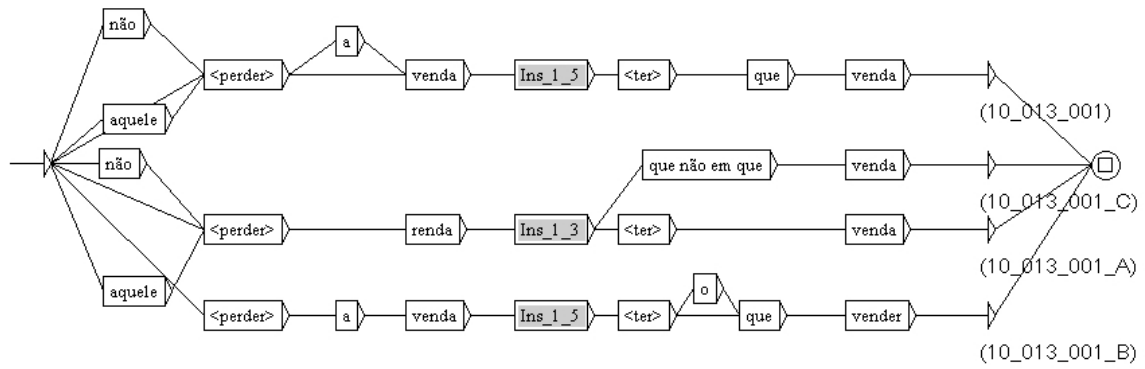 não
a
<perder> venda Ins_1_5 <ter> que venda
aquele
(10_013_001)
não
que não em que venda
(10_013_001_C)
<perder> renda Ins_1_3 <ter> venda
(10_013_001_A)
aquele
o
<perder> a venda Ins_1_5 <ter> que vender
(10_013_001_B)